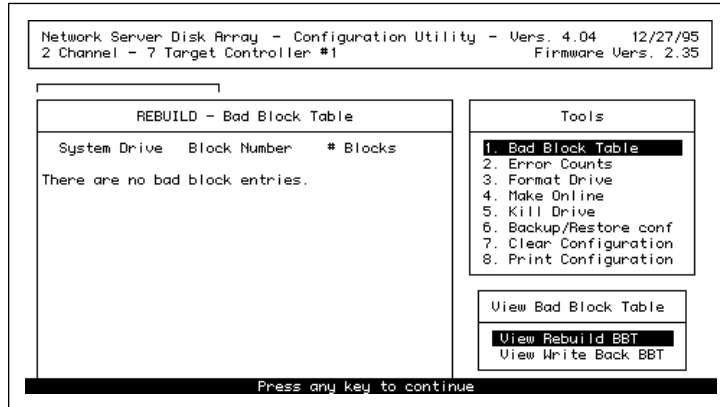 Network Server Disk Array - Configuration Utility - Vers. 4.04 12/27/95
2 Channel - 7 Target Controller #1 Firmware Vers. 2.35
REBUILD - Bad Block Table
System Drive Block Number # Blocks
There are no bad block entries.
Tools
1. Bad Block Table
2. Error Counts
3. Format Drive
4. Make Online
5. Kill Drive
6. Backup/Restore conf
7. Clear Configuration
8. Print Configuration
View Bad Block Table
View Rebuild BBT
View Write Back BBT
Press any key to continue